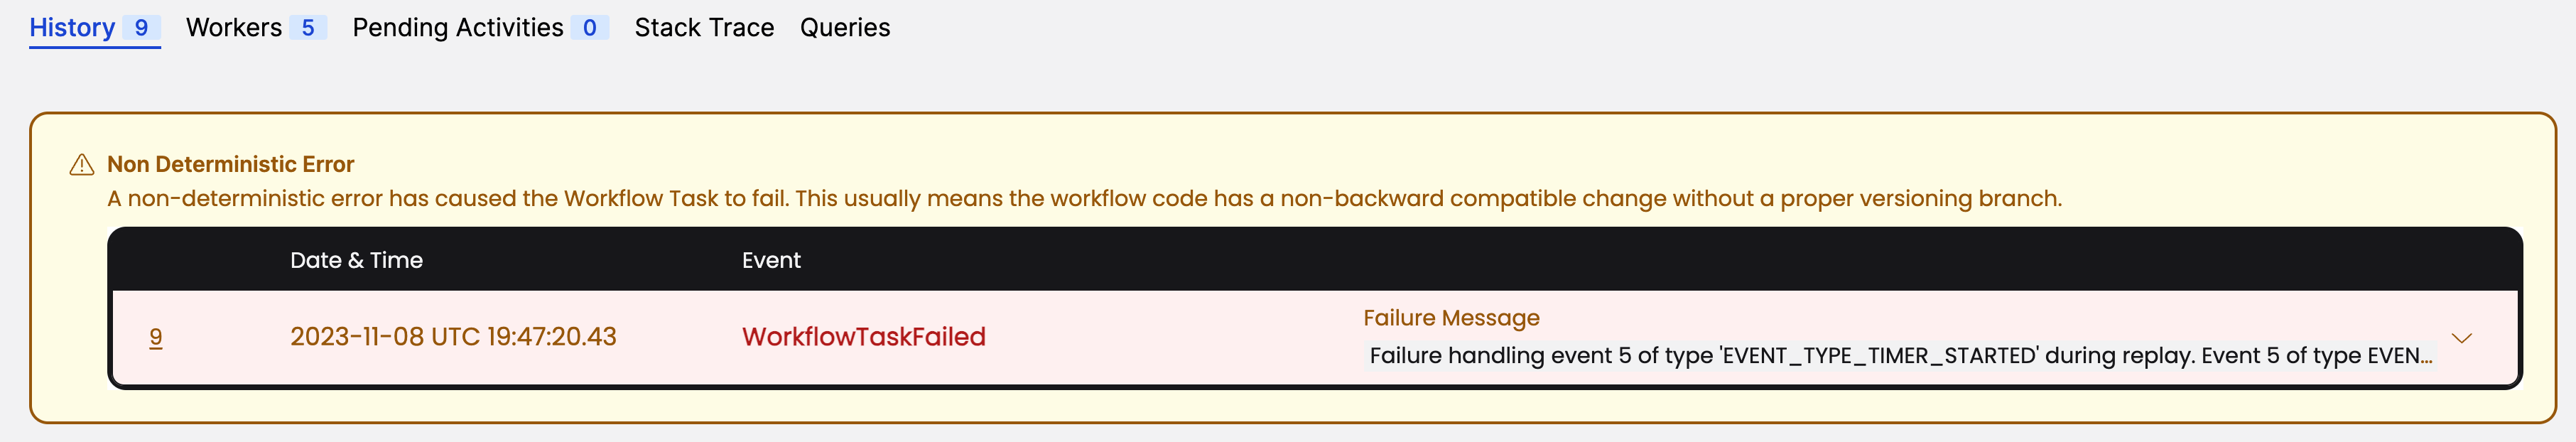 History 9 Workers 5 Pending Activities 0 Stack Trace Queries
Non Deterministic Error
A non-deterministic error has caused the Workflow Task to fail. This usually means the workflow code has a non-backward compatible change without a proper versioning branch.
Date & Time Event
9 2023-11-08 UTC 19:47:20.43 WorkflowTaskFailed
Failure Message
Failure handling event 5 of type 'EVENT_TYPE_TIMER_STARTED' during replay. Event 5 of type EVEN...